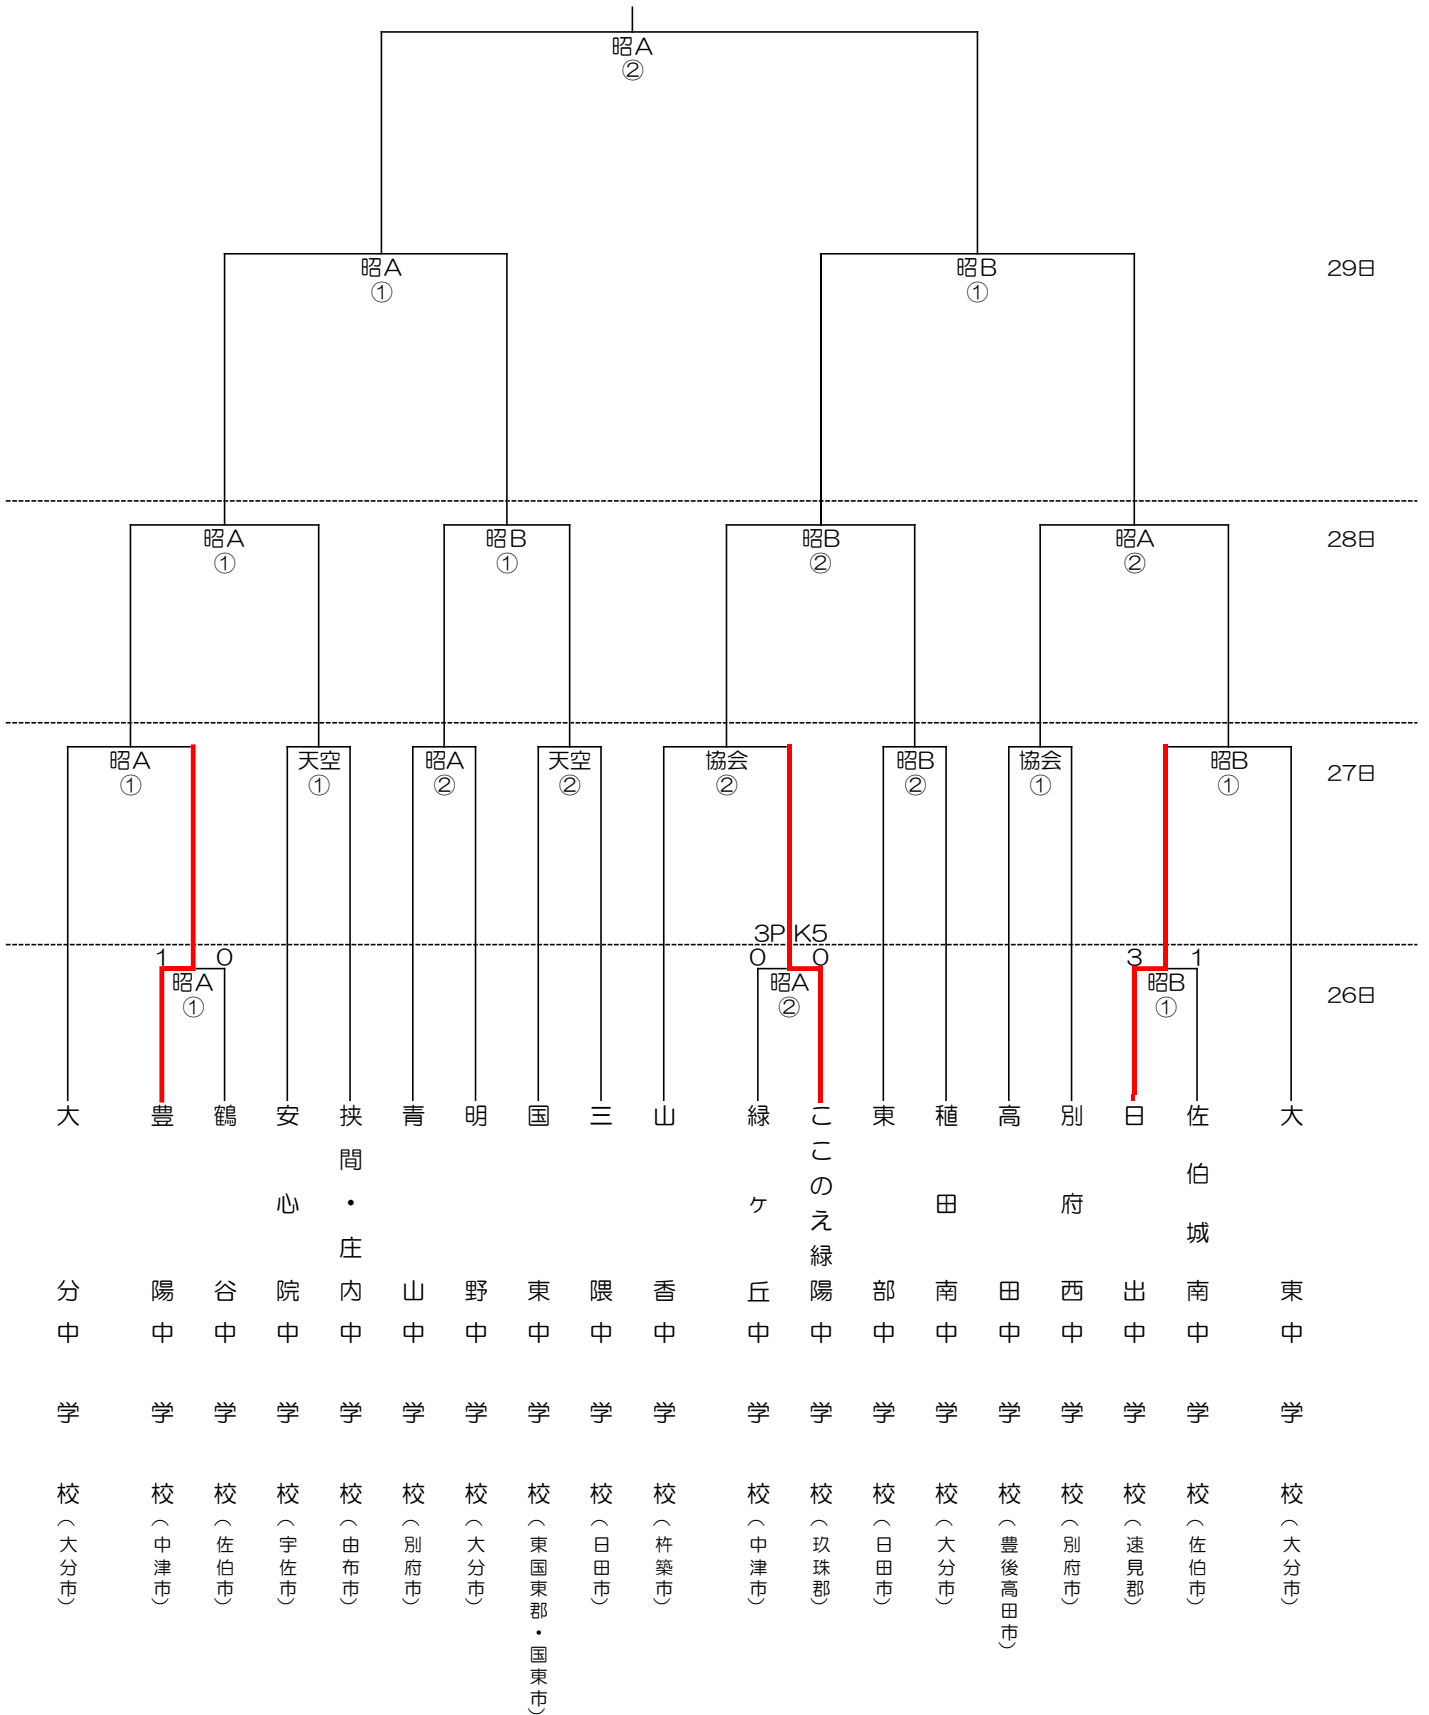 昭A
②
昭A
①
昭B
①
29日
昭A
①
昭B
①
昭B
②
昭A
②
28日
昭A
①
天空
①
昭A
②
天空
②
協会
②
昭B
②
協会
①
昭B
①
27日
3PK5
1 0
昭A
①
0 0
昭A
②
3 1
昭B
①
26日
大分中学校（大分市）
豊陽中学校（中津市）
鶴谷中学校（佐伯市）
安心院中学校（宇佐市）
挟間・庄内中学校（由布市）
青山中学校（別府市）
明野中学校（大分市）
国東中学校（東国東郡・国東市）
三隈中学校（日田市）
山香中学校（杵築市）
緑ヶ丘中学校（中津市）
ここのえ緑陽中学校（玖珠郡）
東部中学校（日田市）
稙田南中学校（大分市）
高田中学校（豊後高田市）
別府西中学校（別府市）
日出中学校（速見郡）
佐伯城南中学校（佐伯市）
大東中学校（大分市）